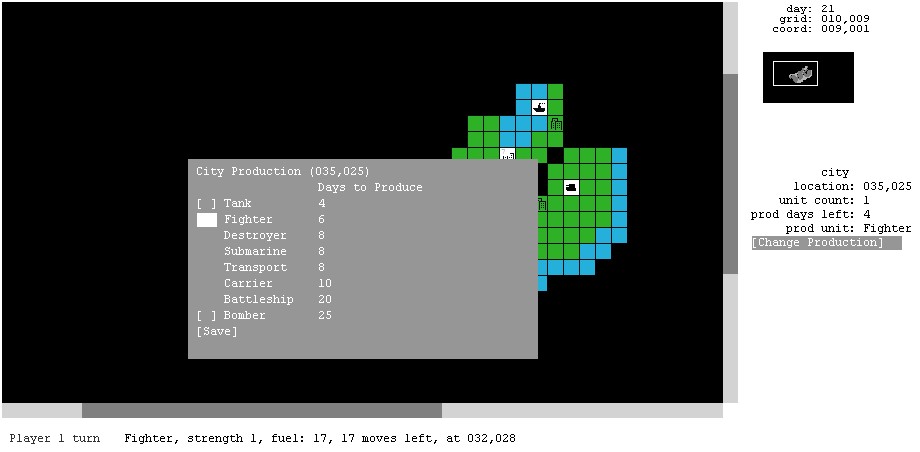 day: 21
grid: 010,009
coord: 009,001
City Production (035,025)
Days to Produce
[ ] Tank 4
Fighter 6
Destroyer 8
Submarine 8
Transport 8
Carrier 10
Battleship 20
[ ] Bomber 25
[Save]
city
location: 035,025
unit count: 1
prod days left: 4
prod unit: Fighter
[Change Production]
Player 1 turn Fighter, strength 1, fuel: 17, 17 moves left, at 032,028